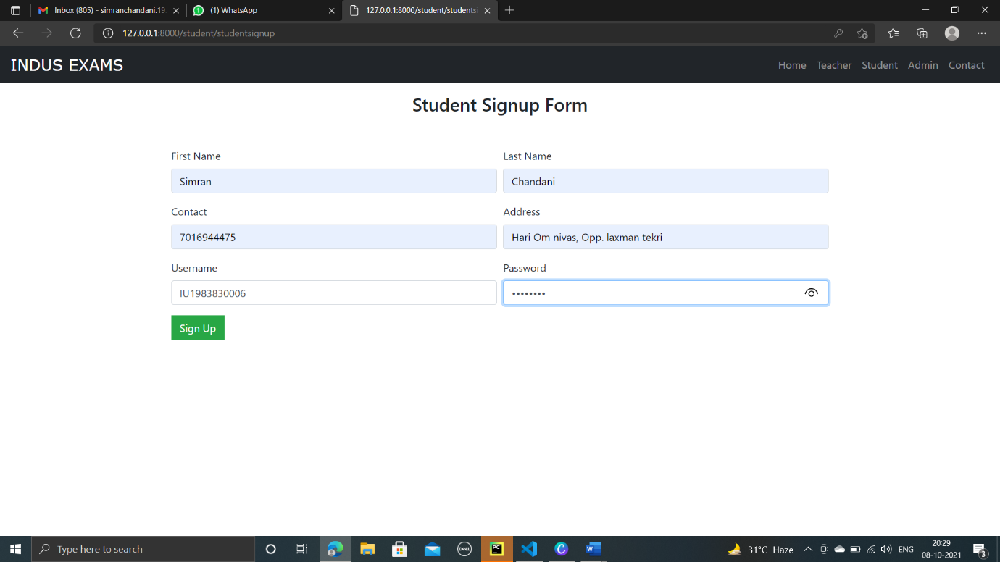 Inbox (805) - simranchandani.19
(1) WhatsApp
127.0.0.1:8000/student/students
127.0.0.1:8000/student/studentsignup
INDUS EXAMS
Home Teacher Student Admin Contact
Student Signup Form
First Name Last Name
Simran Chandani
Contact Address
7016944475 Hari Om nivas, Opp. laxman tekri
Username Password
IU1983830006 ••••••••
Sign Up
Type here to search
DELL
PC
W
31°C Haze
ENG
20:29
08-10-2021
3